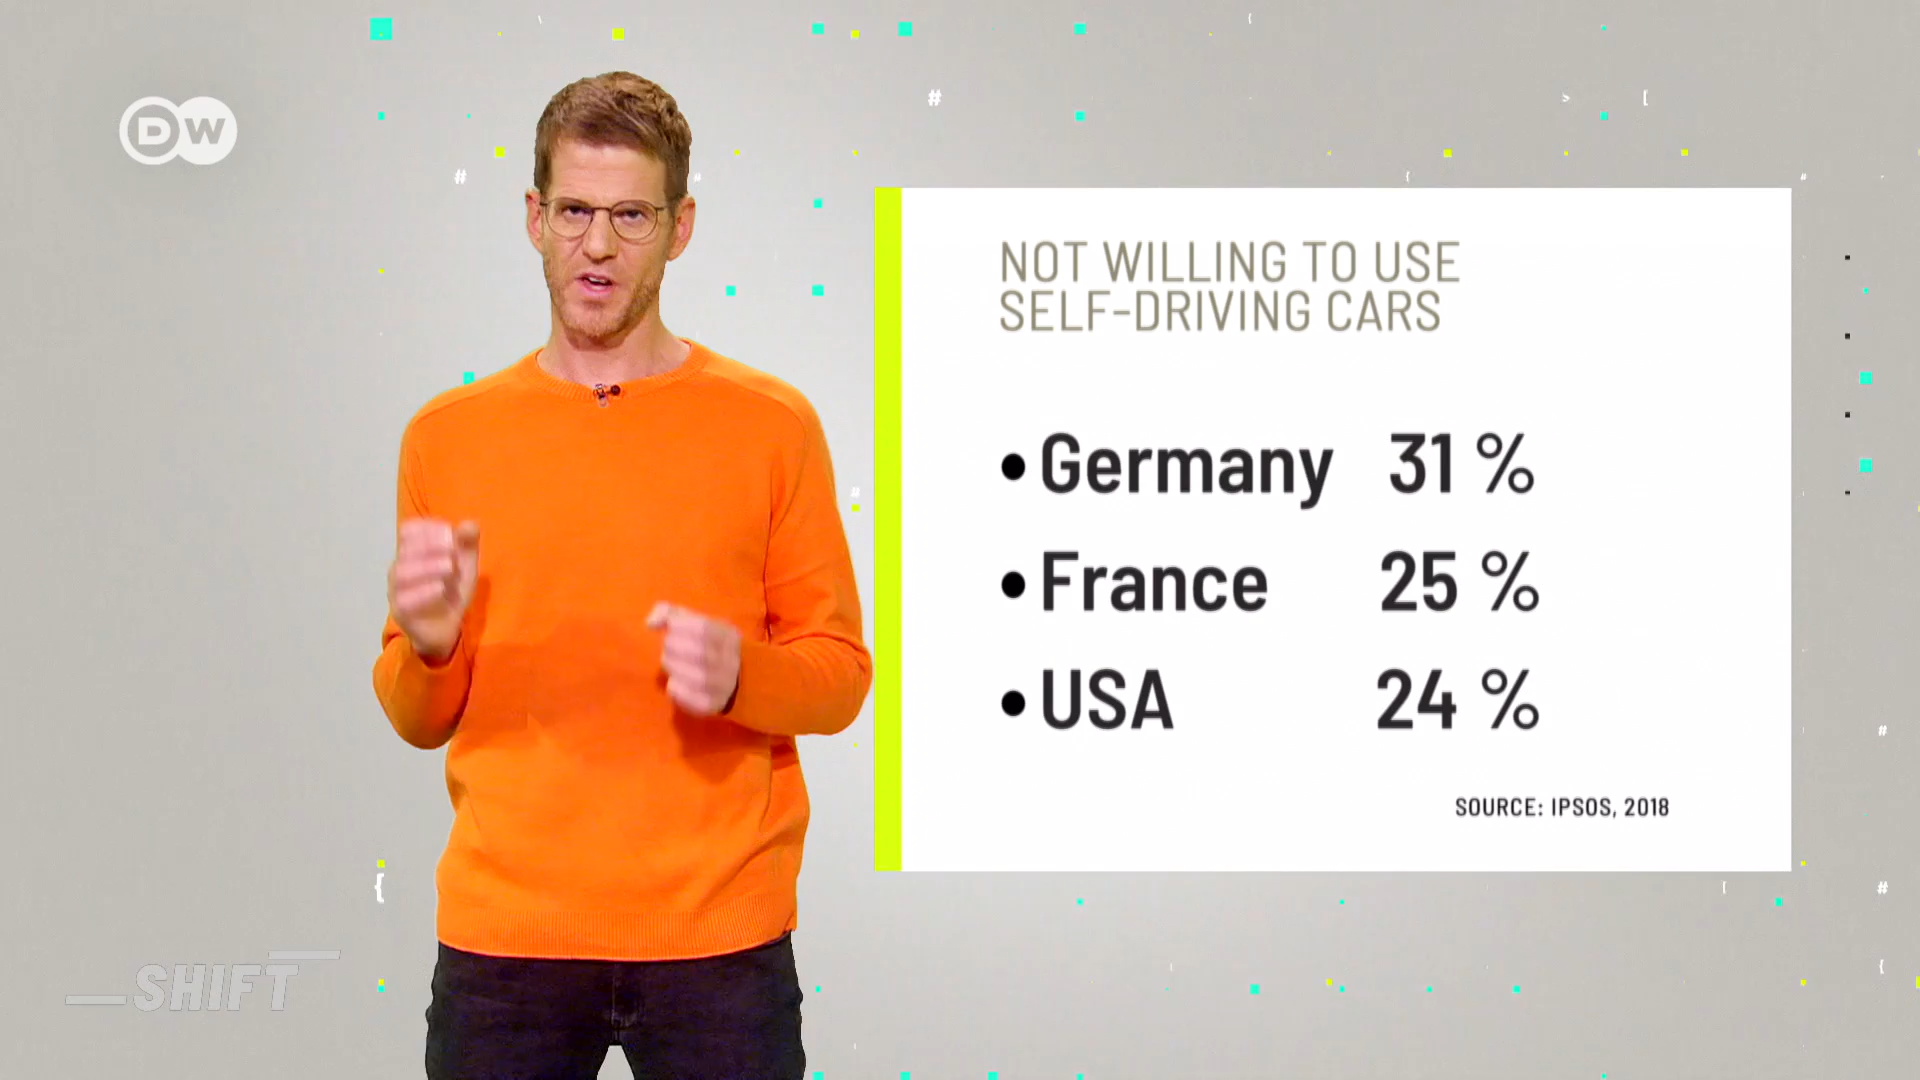 DW
NOT WILLING TO USE
SELF-DRIVING CARS
• Germany 31 %
• France 25 %
• USA 24 %
SOURCE: IPSOS, 2018
SHIFT